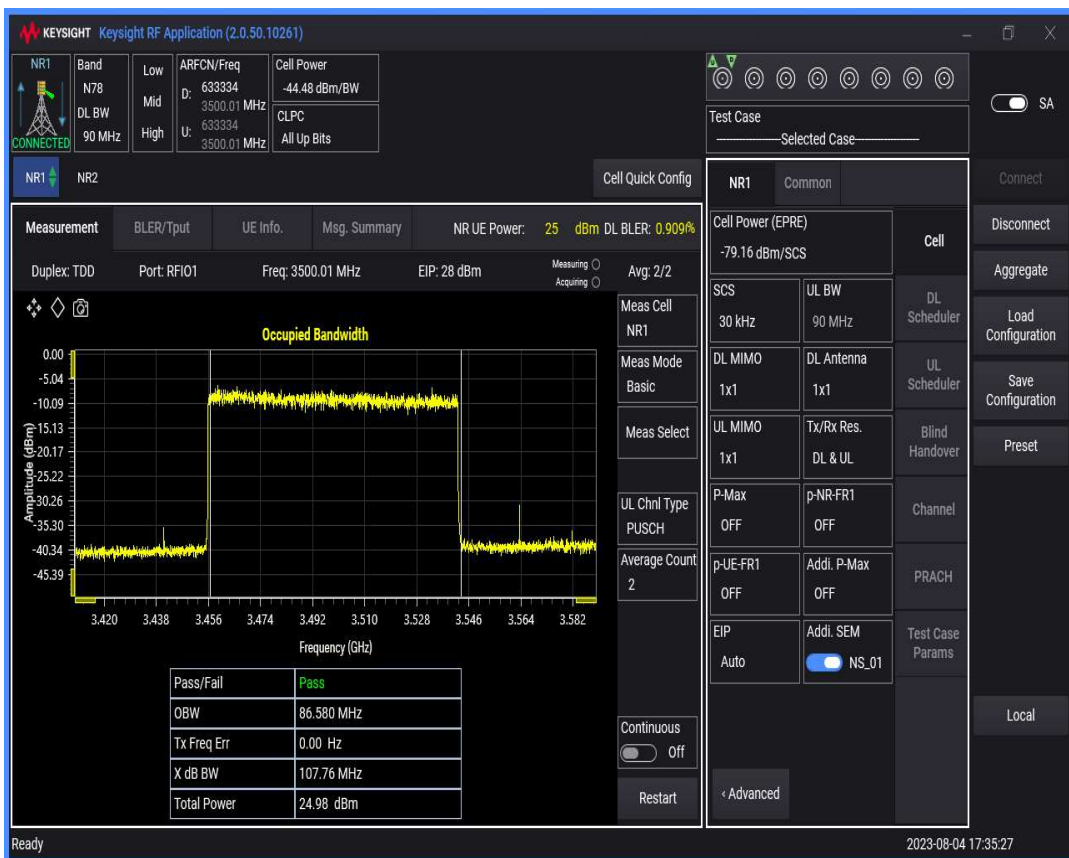 KEYSIGHT Keysight RF Application (2.0.50.10261)
NR1
CONNECTED
Band
N78
DL BW
90 MHz
Low
Mid
High
ARFCN/Freq
D: 633334
3500.01 MHz
U: 633334
3500.01 MHz
Cell Power
-44.48 dBm/BW
CLPC
All Up Bits
Test Case
Selected Case
SA
NR1 NR2
Cell Quick Config
NR1 Common
Connect
Disconnect
Aggregate
Load
Configuration
Save
Configuration
Preset
Local
Measurement BLER/Tput UE Info. Msg. Summary NR UE Power: 25 dBm DL BLER: 0.909%
Duplex: TDD Port: RFIO1 Freq: 3500.01 MHz EIP: 28 dBm Measuring Acquiring Avg: 2/2
Occupied Bandwidth
Amplitude (dBm)
0.00
-5.04
-10.09
-15.13
-20.17
-25.22
-30.26
-35.30
-40.34
-45.39
3.420 3.438 3.456 3.474 3.492 3.510 3.528 3.546 3.564 3.582
Frequency (GHz)
Pass/Fail Pass
OBW 86.580 MHz
Tx Freq Err 0.00 Hz
X dB BW 107.76 MHz
Total Power 24.98 dBm
Meas Cell
NR1
Meas Mode
Basic
Meas Select
UL Chnl Type
PUSCH
Average Count
2
Continuous
Off
Restart
Cell Power (EPRE)
-79.16 dBm/SCS
SCS
30 kHz
UL BW
90 MHz
DL MIMO
1x1
DL Antenna
1x1
UL MIMO
1x1
Tx/Rx Res.
DL & UL
P-Max
OFF
p-NR-FR1
OFF
p-UE-FR1
OFF
Addi. P-Max
OFF
EIP
Auto
Addi. SEM
NS_01
‹ Advanced
Cell
DL
Scheduler
UL
Scheduler
Blind
Handover
Channel
PRACH
Test Case
Params
Ready
2023-08-04 17:35:27